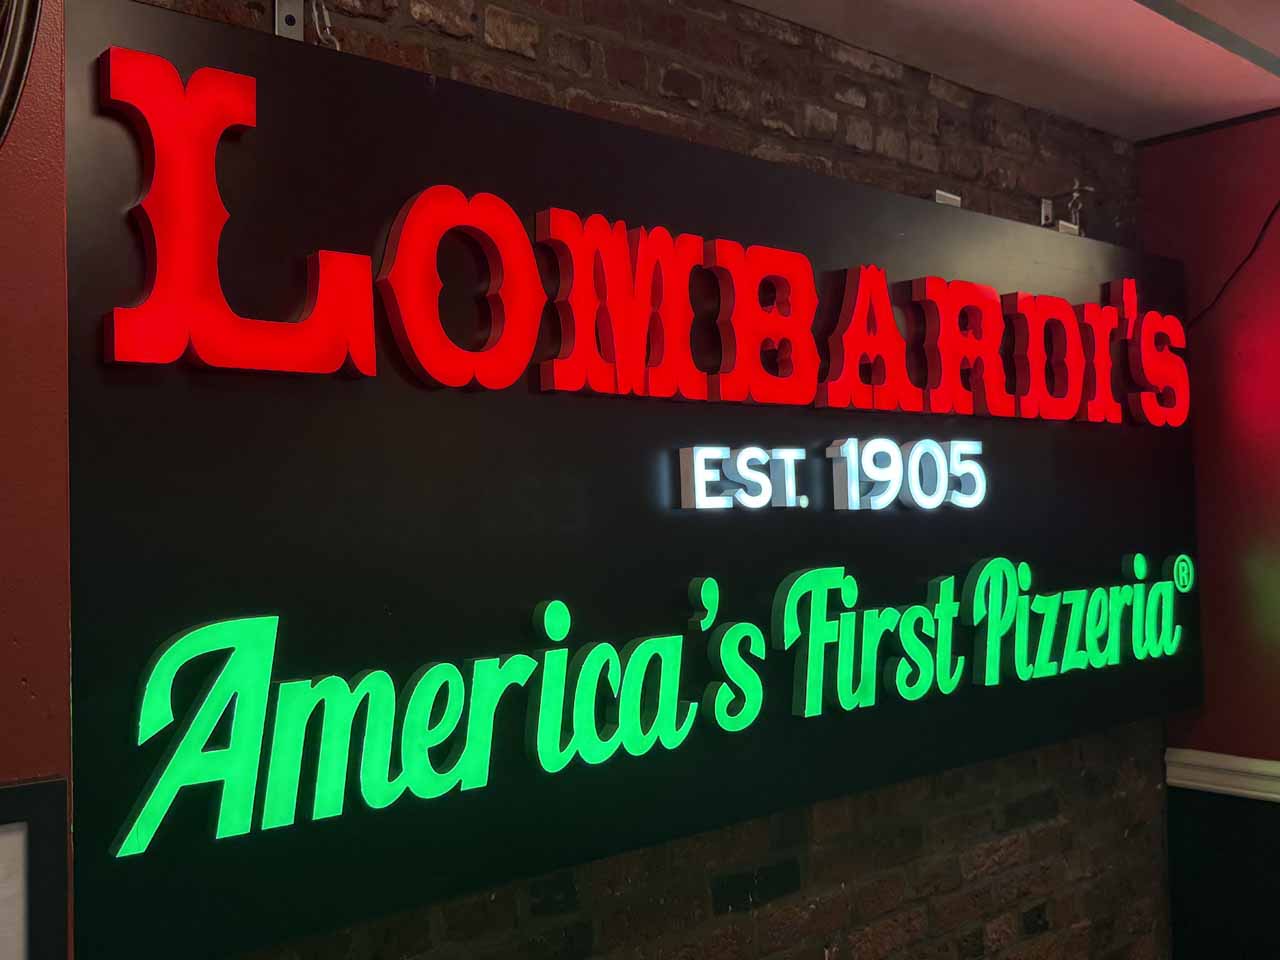 LOMBARDI'S
EST. 1905
America's First Pizzeria®